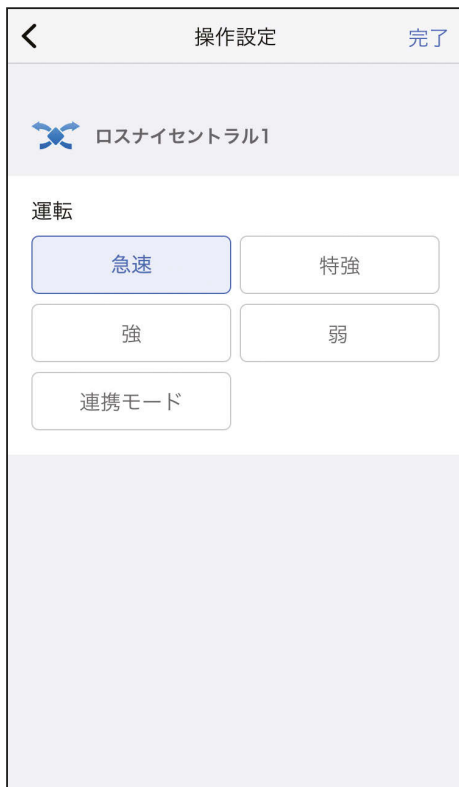 操作設定 完了
ロスナイセントラル1
運転
急速 特強
強 弱
連携モード